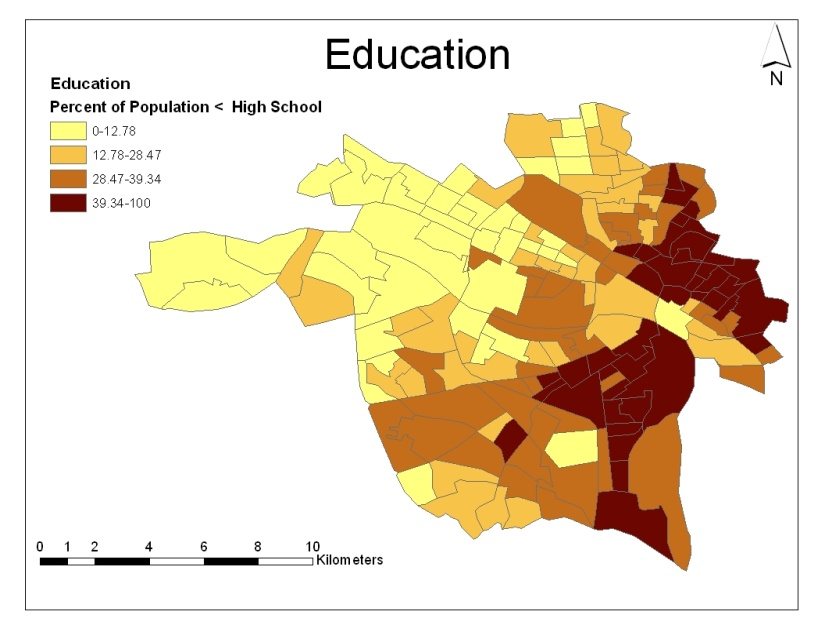 Education
N
Education
Percent of Population < High School
0-12.78
12.78-28.47
28.47-39.34
39.34-100
0 1 2 4 6 8 10
Kilometers